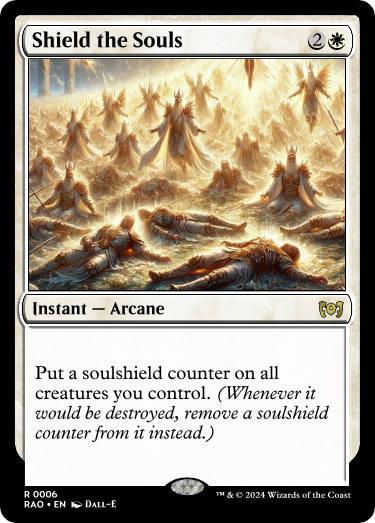 Shield the Souls 2
Instant — Arcane
Put a soulshield counter on all
creatures you control. (Whenever it
would be destroyed, remove a soulshield
counter from it instead.)
R 0006
RAO • EN DALL-E
™ & © 2024 Wizards of the Coast